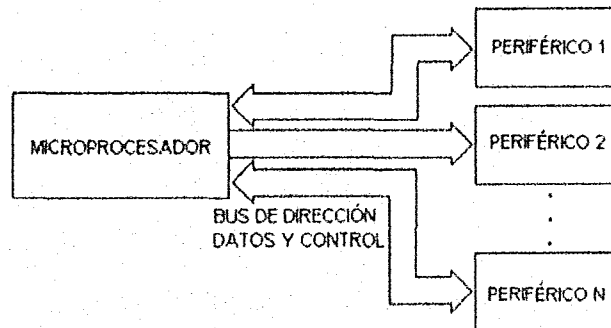 PERIFÉRICO 1
MICROPROCESADOR
PERIFÉRICO 2
BUS DE DIRECCIÓN
DATOS Y CONTROL
PERIFÉRICO N